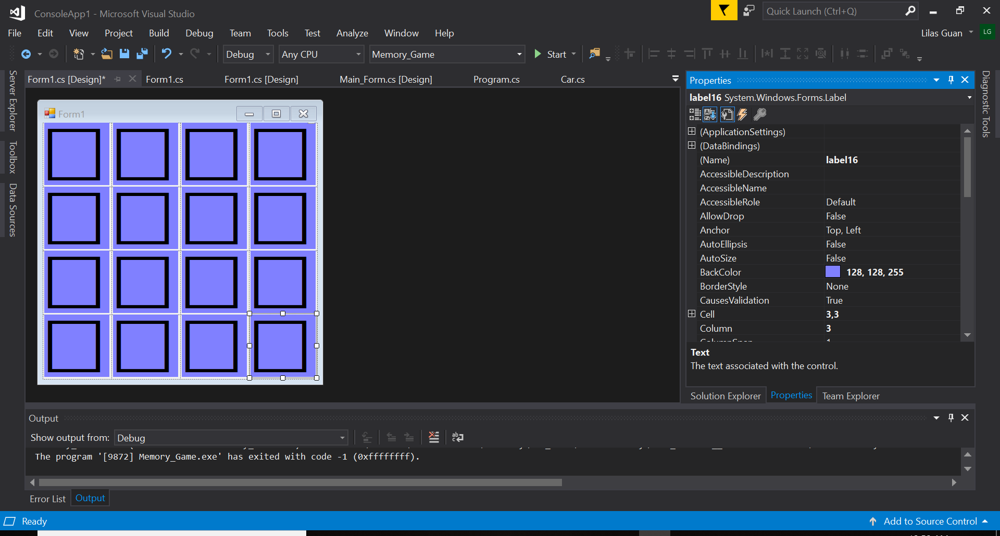 ConsoleApp1 - Microsoft Visual Studio
Quick Launch (Ctrl+Q)
File Edit View Project Build Debug Team Tools Test Analyze Window Help
Lilas Guan LG
Debug Any CPU Memory_Game Start
Server Explorer
Toolbox
Data Sources
Form1.cs [Design]* Form1.cs Form1.cs [Design] Main_Form.cs [Design] Program.cs Car.cs
Form1
Properties
label16 System.Windows.Forms.Label
(ApplicationSettings)
(DataBindings)
(Name) label16
AccessibleDescription
AccessibleName
AccessibleRole Default
AllowDrop False
Anchor Top, Left
AutoEllipsis False
AutoSize False
BackColor 128, 128, 255
BorderStyle None
CausesValidation True
Cell 3,3
Column 3
Text
The text associated with the control.
Solution Explorer Properties Team Explorer
Diagnostic Tools
Output
Show output from: Debug
The program '[9872] Memory_Game.exe' has exited with code -1 (0xffffffff).
Error List Output
Ready
Add to Source Control